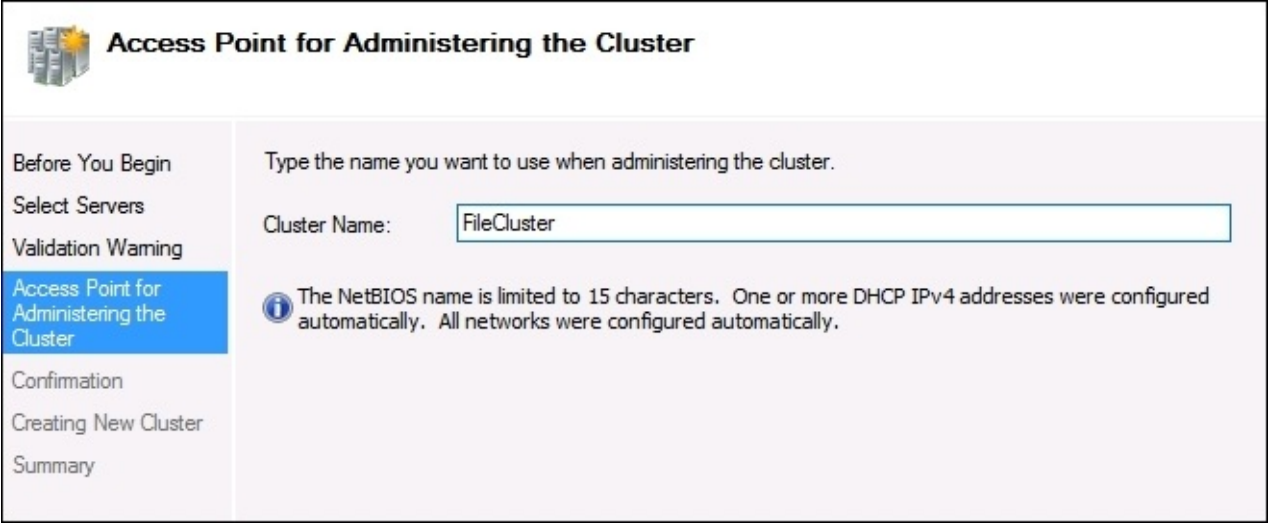 Access Point for Administering the Cluster
Before You Begin
Select Servers
Validation Warning
Access Point for
Administering the
Cluster
Confirmation
Creating New Cluster
Summary
Type the name you want to use when administering the cluster.
Cluster Name: FileCluster
The NetBIOS name is limited to 15 characters.  One or more DHCP IPv4 addresses were configured
automatically.  All networks were configured automatically.